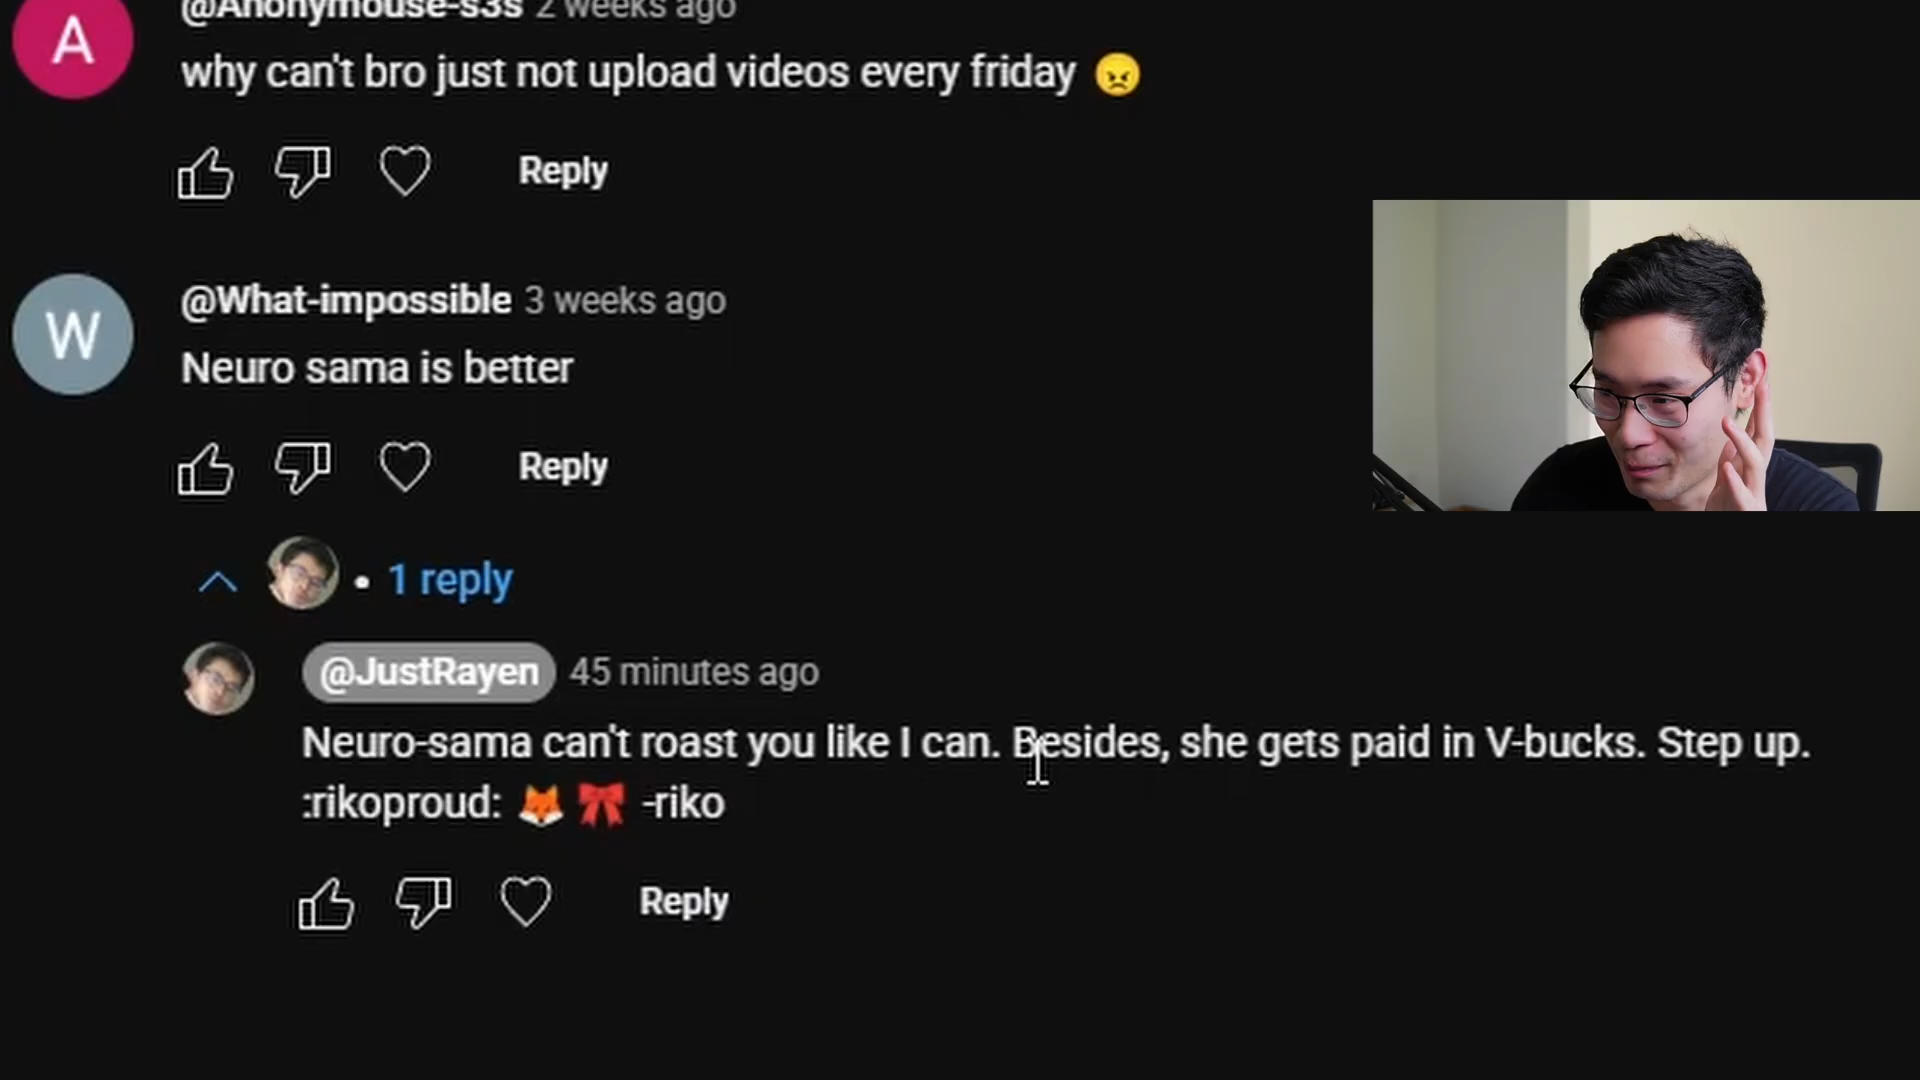 @Anonymouse-s3s 2 weeks ago
A
why can't bro just not upload videos every friday 😠
Reply
@What-impossible 3 weeks ago
W
Neuro sama is better
Reply
• 1 reply
@JustRayen 45 minutes ago
Neuro-sama can't roast you like I can. Besides, she gets paid in V-bucks. Step up.
:rikoproud: 🦊 🎀 -riko
Reply